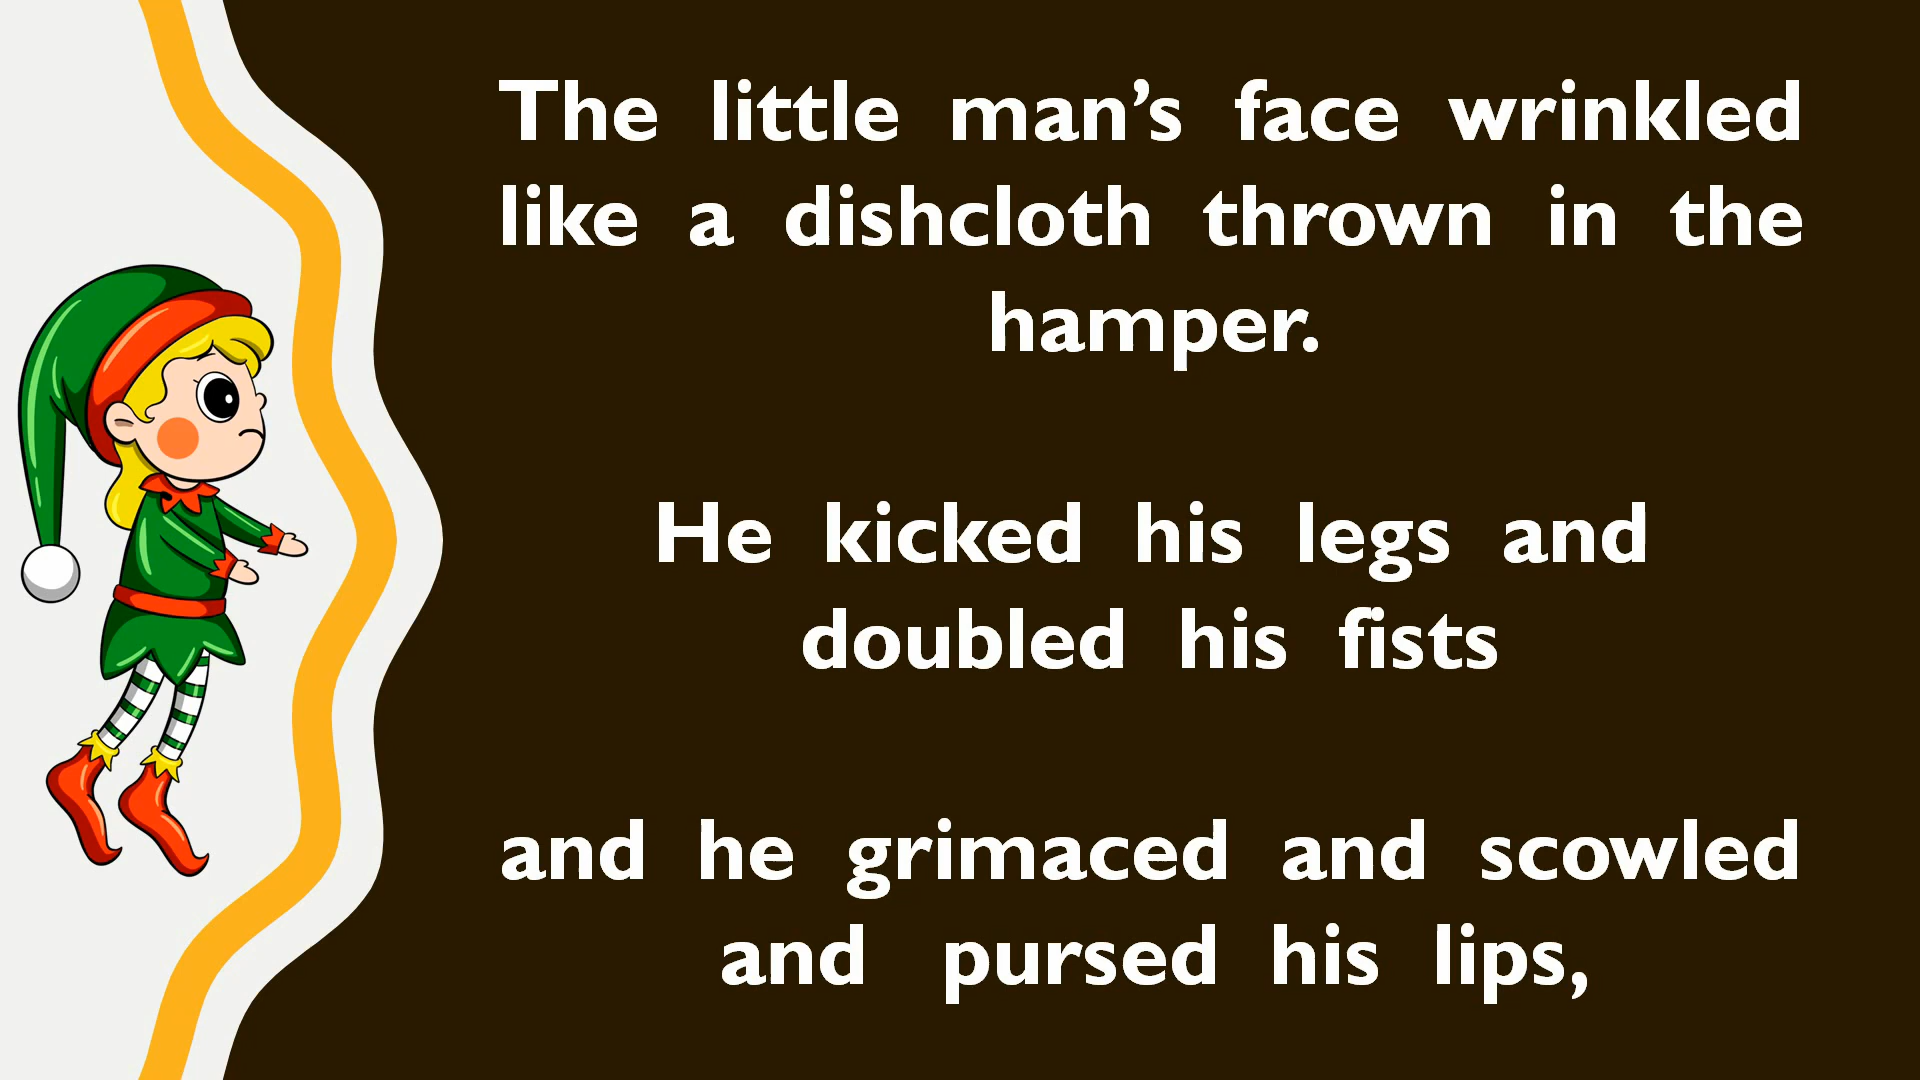 The little man’s face wrinkled
like a dishcloth thrown in the
hamper.
He kicked his legs and
doubled his fists
and he grimaced and scowled
and pursed his lips,